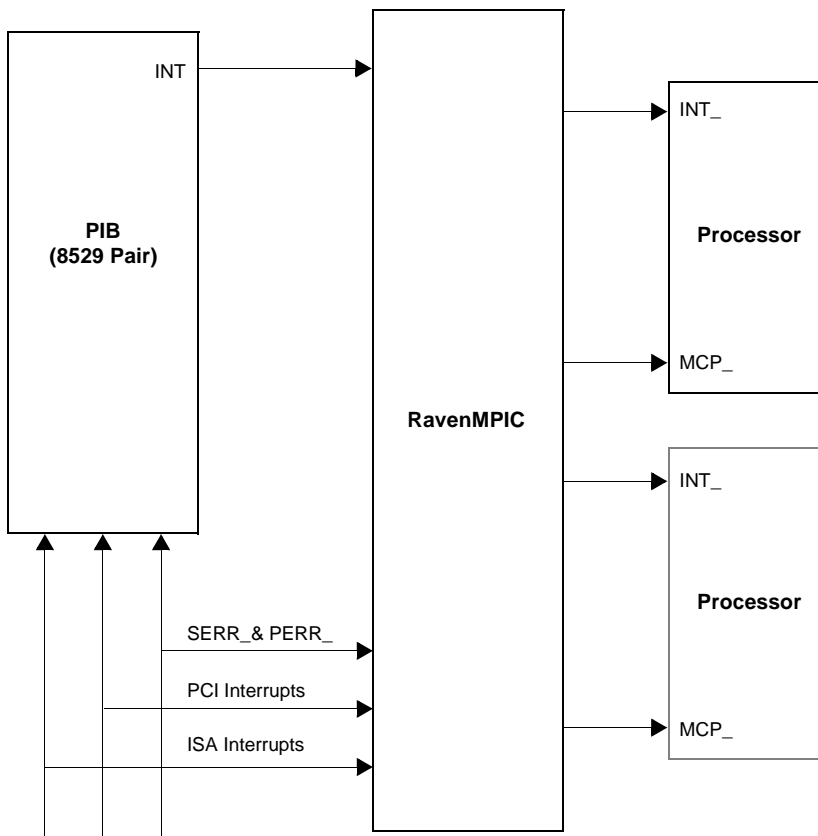 INT
PIB
(8529 Pair)
RavenMPIC
INT_
Processor
MCP_
INT_
Processor
MCP_
SERR_& PERR_
PCI Interrupts
ISA Interrupts